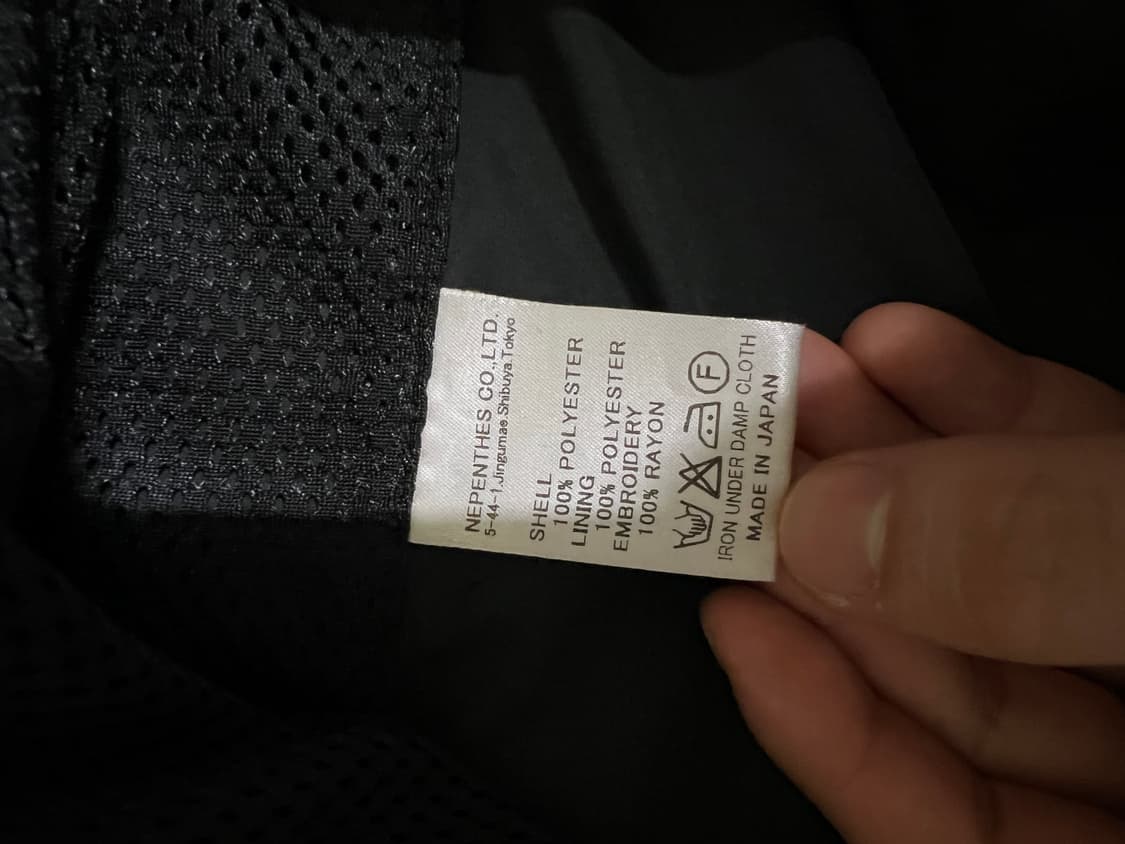 NEPENTHES CO.,LTD.
5-44-1.Jingumae.Shibuya.Tokyo
SHELL
100% POLYESTER
LINING
100% POLYESTER
EMBROIDERY
100% RAYON
F
IRON UNDER DAMP CLOTH
MADE IN JAPAN